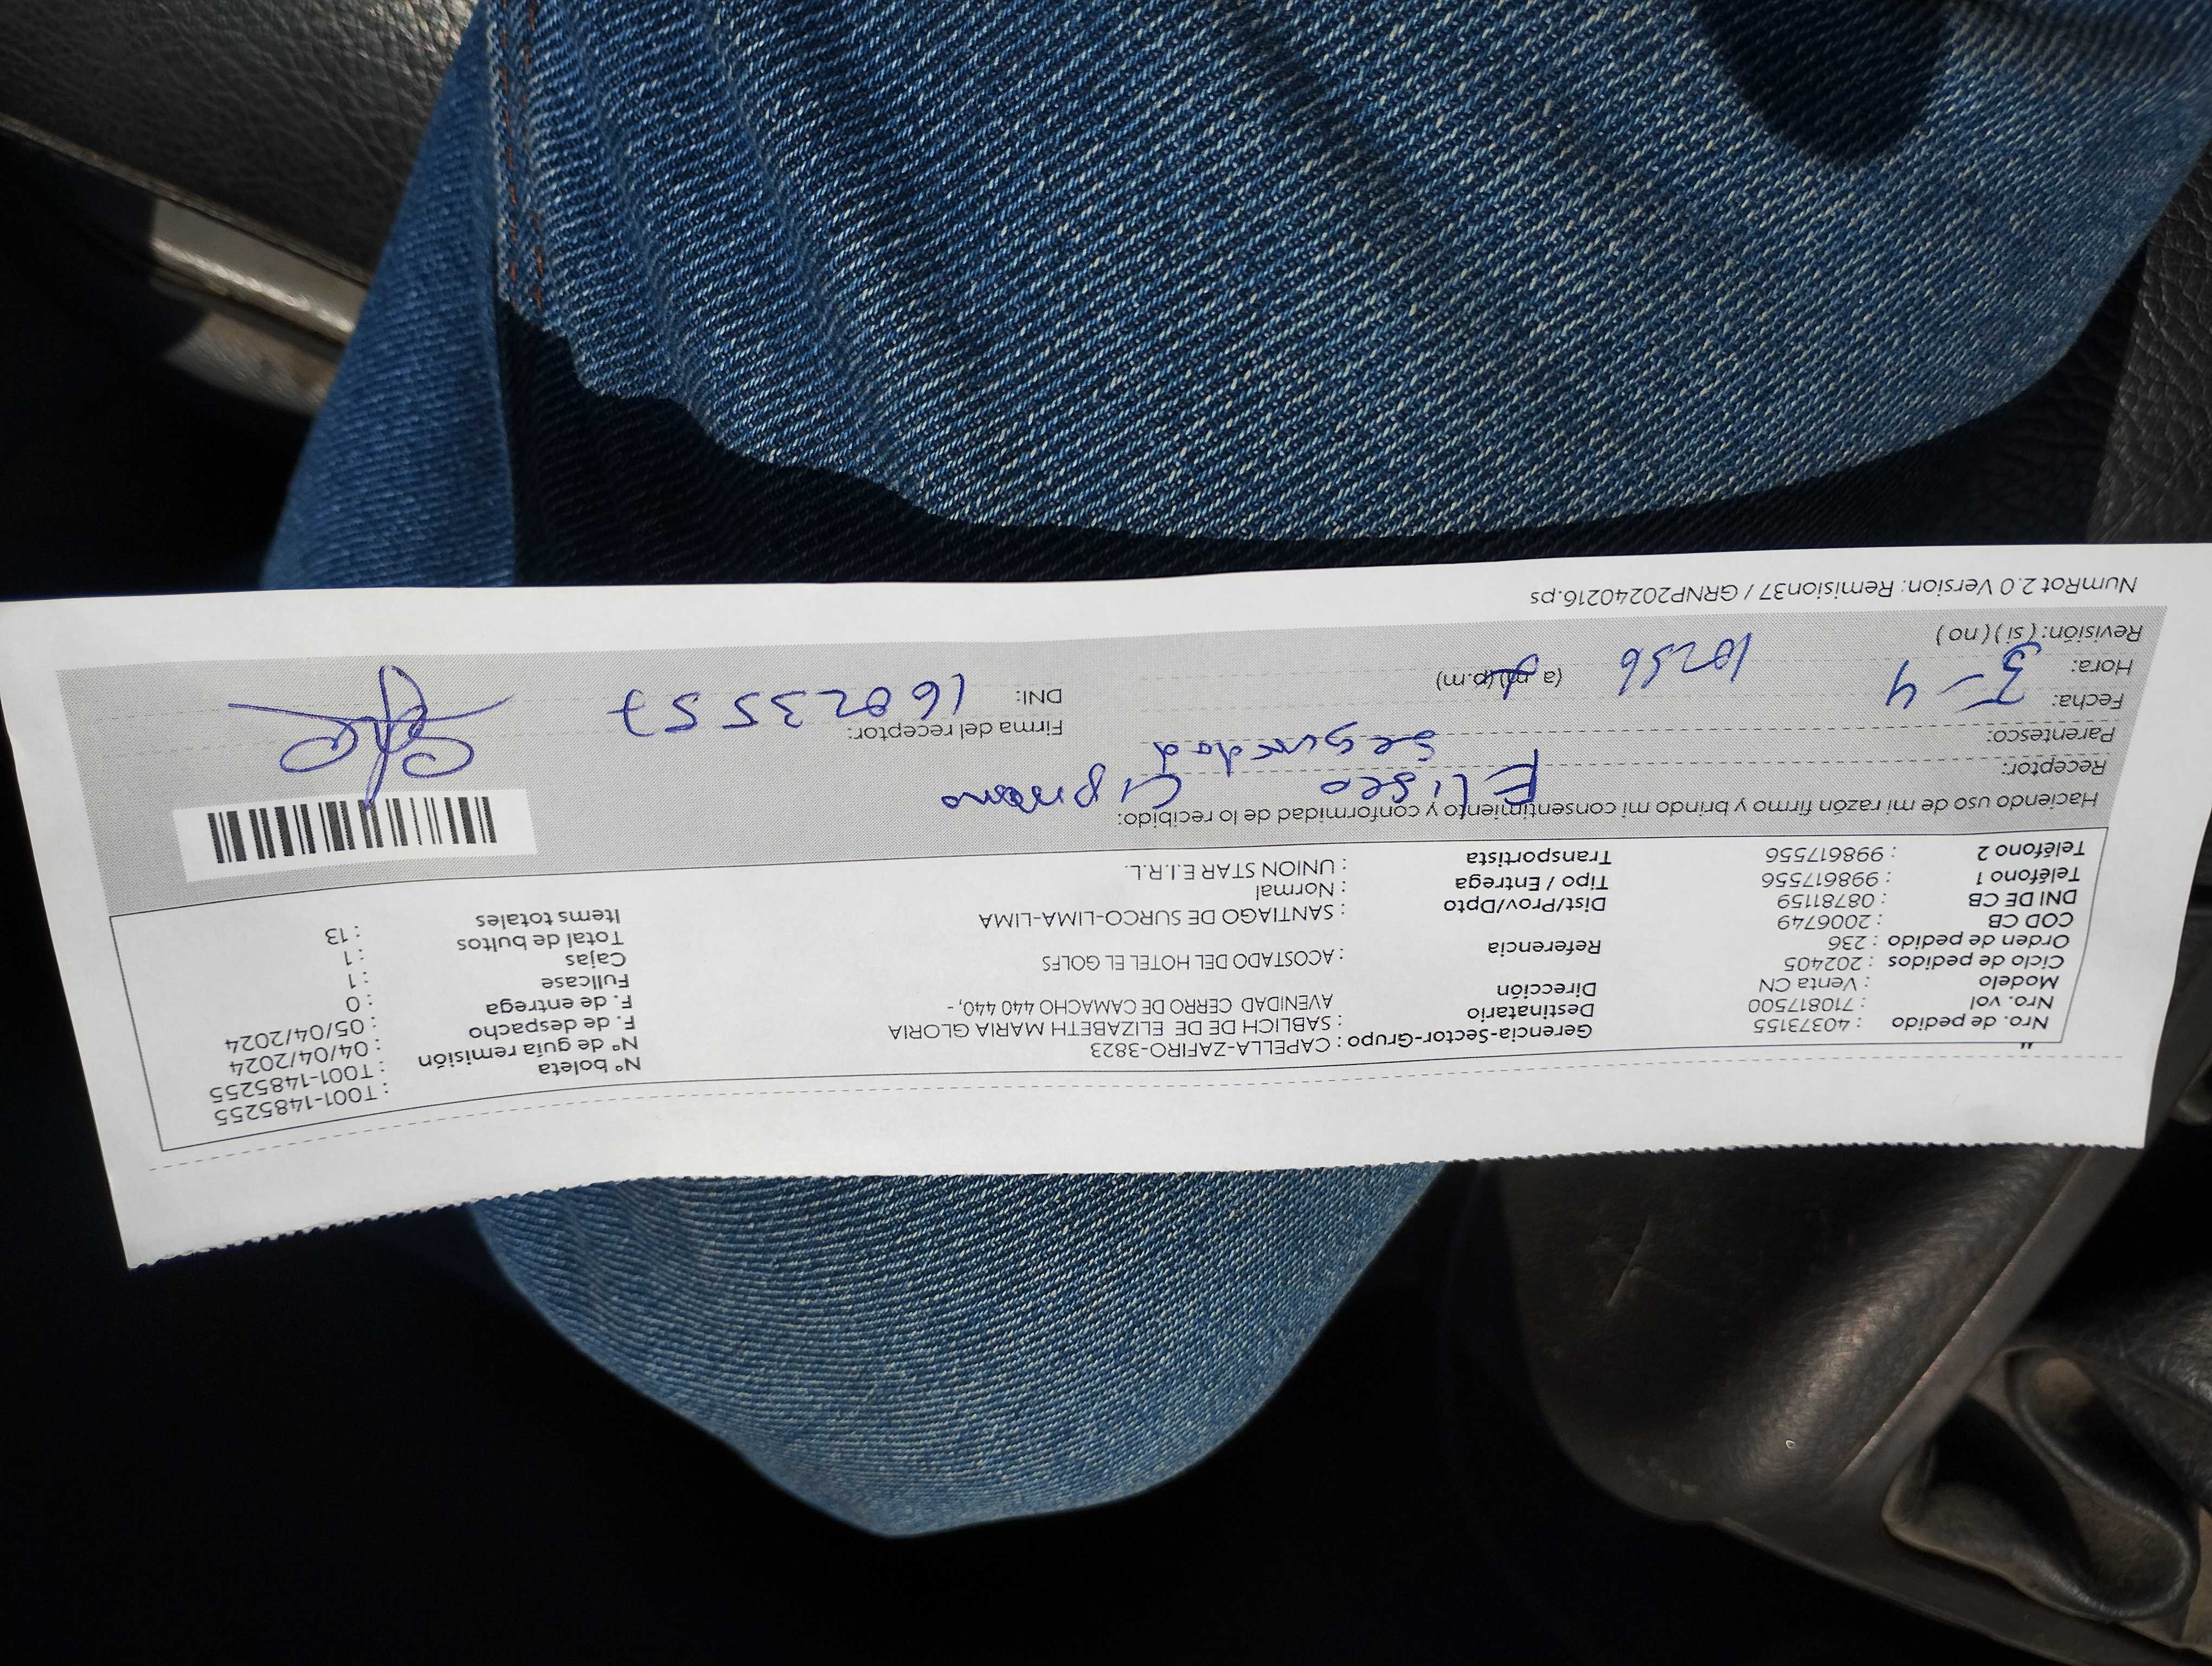 Nro. de pedido : 40373155
Nro. vol : 710817500
Modelo : Venta CN
Ciclo de pedidos : 202405
Orden de pedido : 236
COD CB : 2006749
DNI DE CB : 08781159
Teléfono 1 : 998617556
Teléfono 2 : 998617556
Gerencia-Sector-Grupo : CAPELLA-ZAFIRO-3823
Destinatario : SABLICH DE DE ELIZABETH MARIA GLORIA
Dirección AVENIDAD CERRO DE CAMACHO 440 440 440, -
Referencia : ACOSTADO DEL HOTEL EL GOLFS
Dist/Prov/Dpto : SANTIAGO DE SURCO-LIMA-LIMA
Tipo / Entrega : Normal
Transportista : UNION STAR E.I.R.L.
N° boleta : T001-1485255
N° de guia remisión : T001-1485255
F. de despacho : 04/04/2024
F. de entrega : 05/04/2024
Fullcase : 0
Cajas : 1
Total de bultos : 1
Items totales : 13
Haciendo uso de mi razón firmo y brindo mi consentimiento y conformidad de lo recibido:
Receptor: Eliseo
Parentesco: Seguridad
Fecha: 5-4
Hora: 10:56 (a.m)(p.m)
Revisión: (si) (no)
Firma del receptor:
DNI: 16023557
NumRot 2.0 Version: Remision37 / GRNP20240216.ps